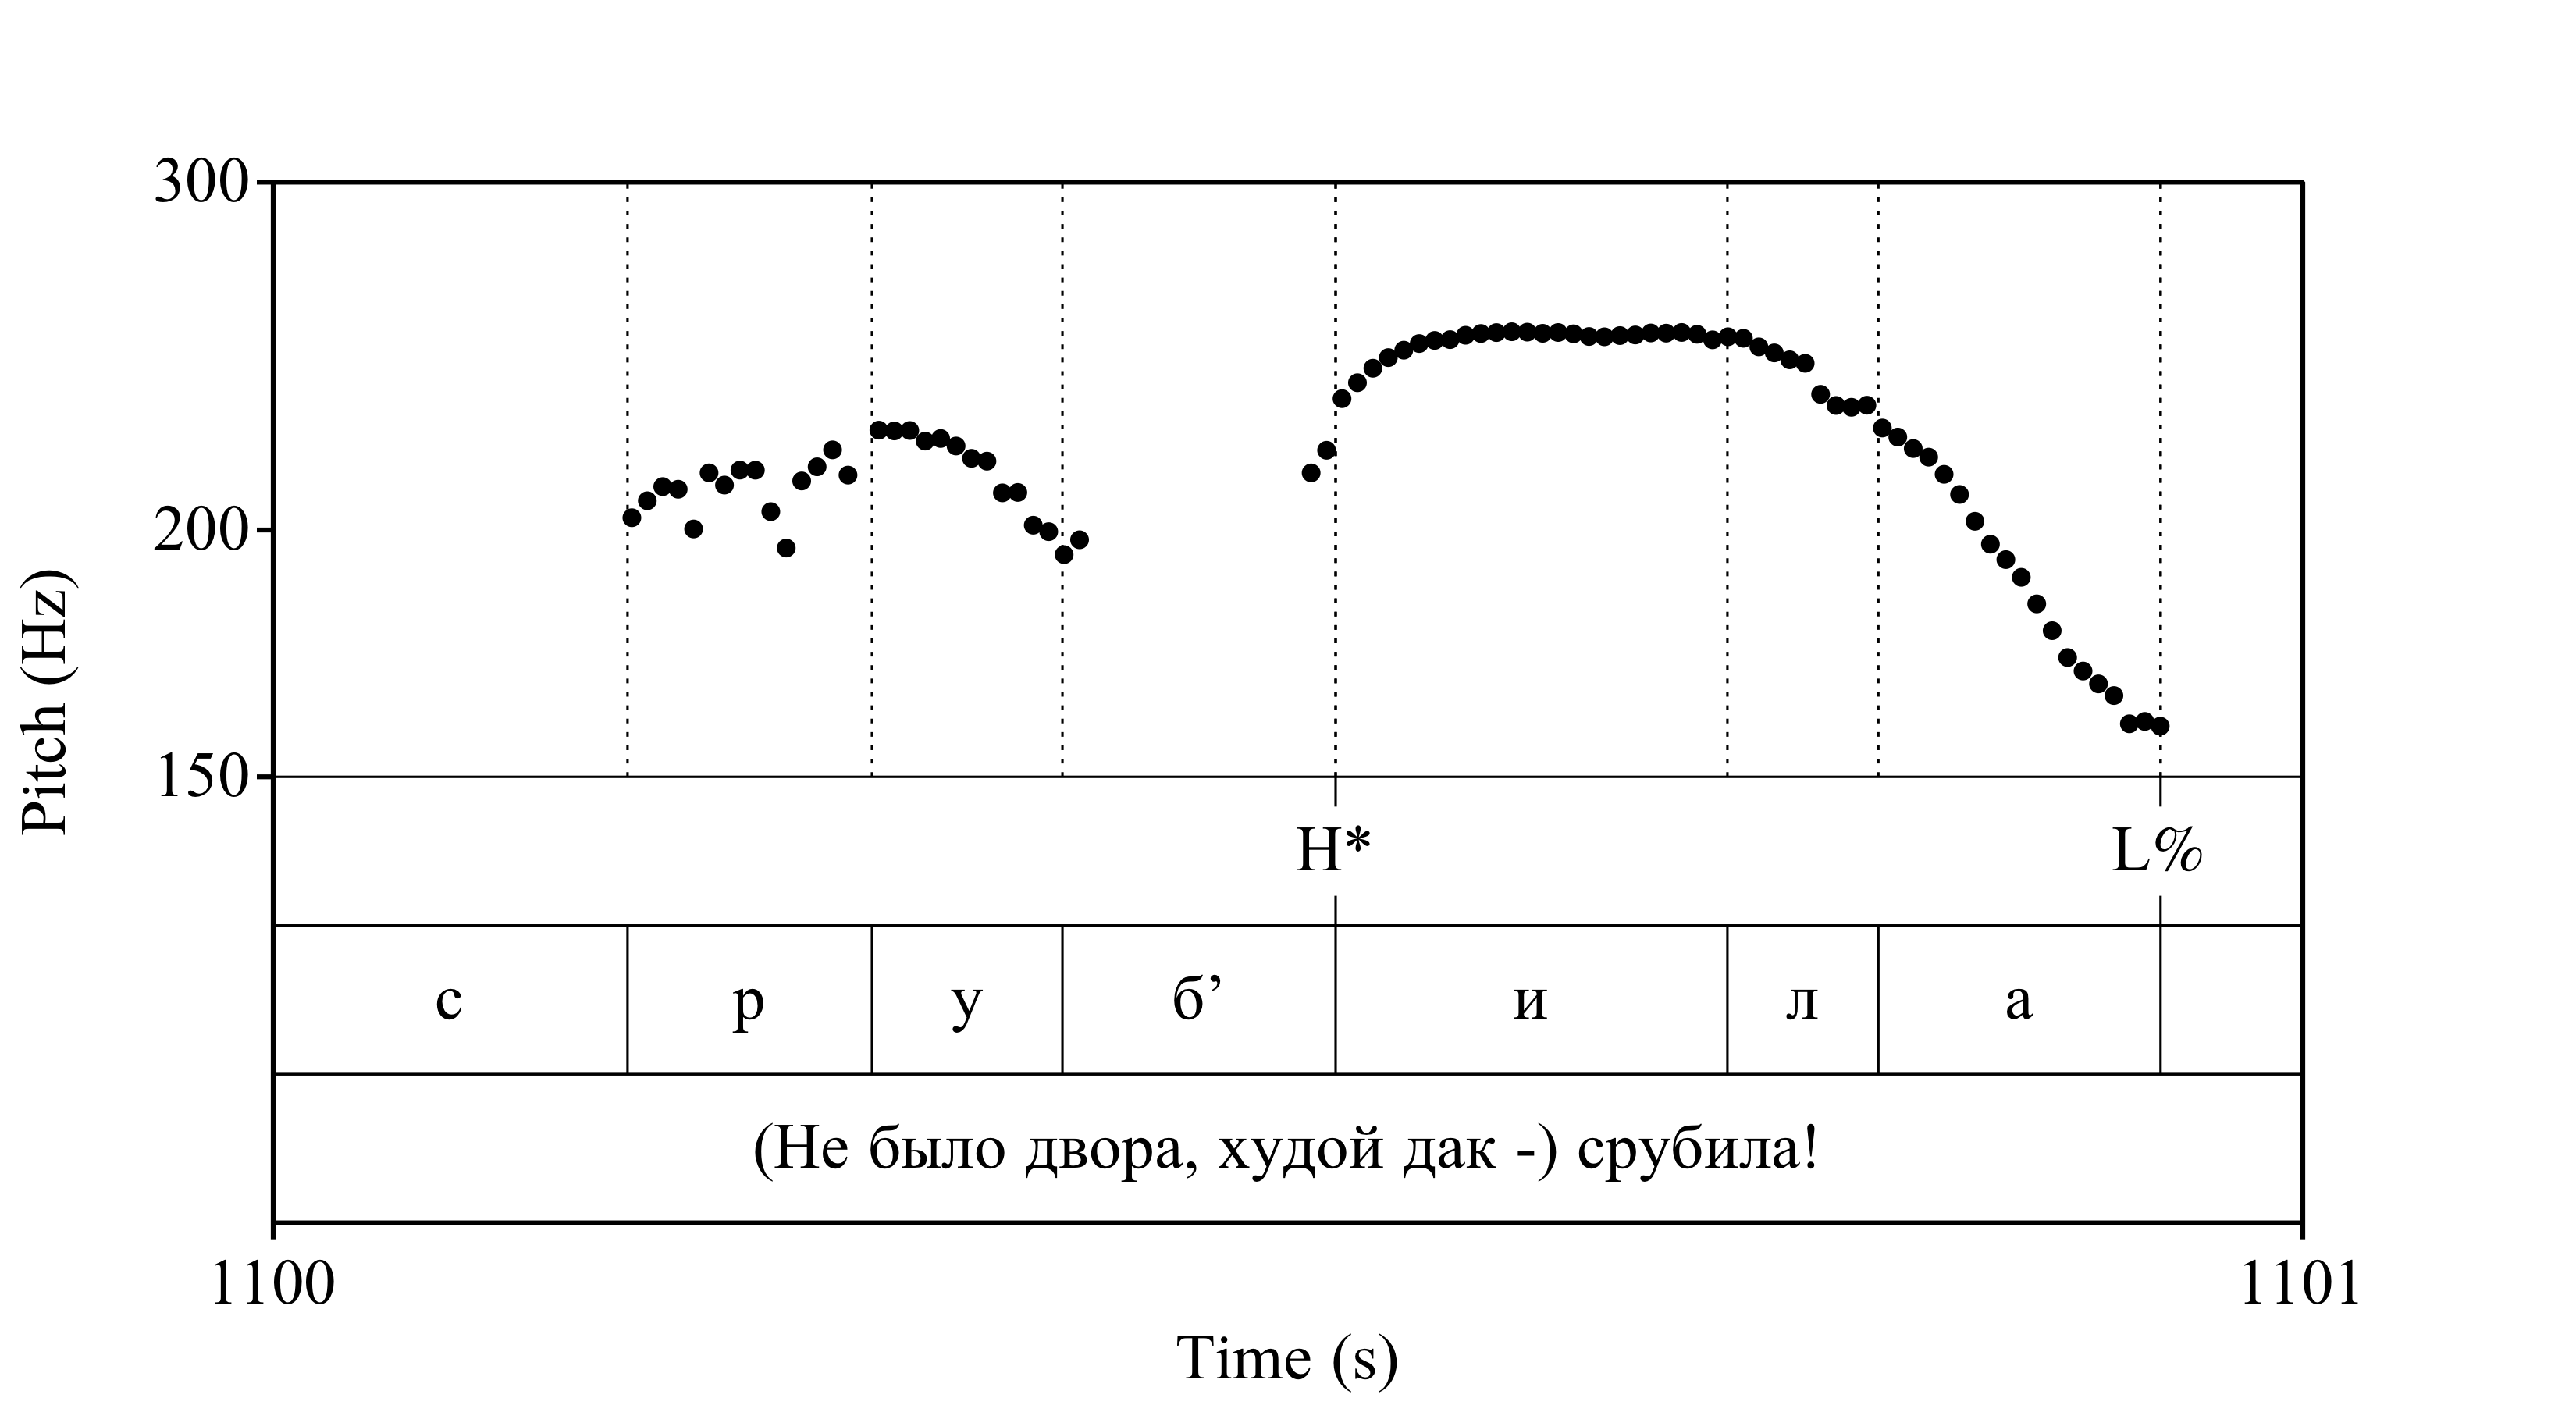 300
200
150
Pitch (Hz)
H* L%
с р у б’ и л а
(Не было двора, худой дак -) срубила!
1100 1101
Time (s)